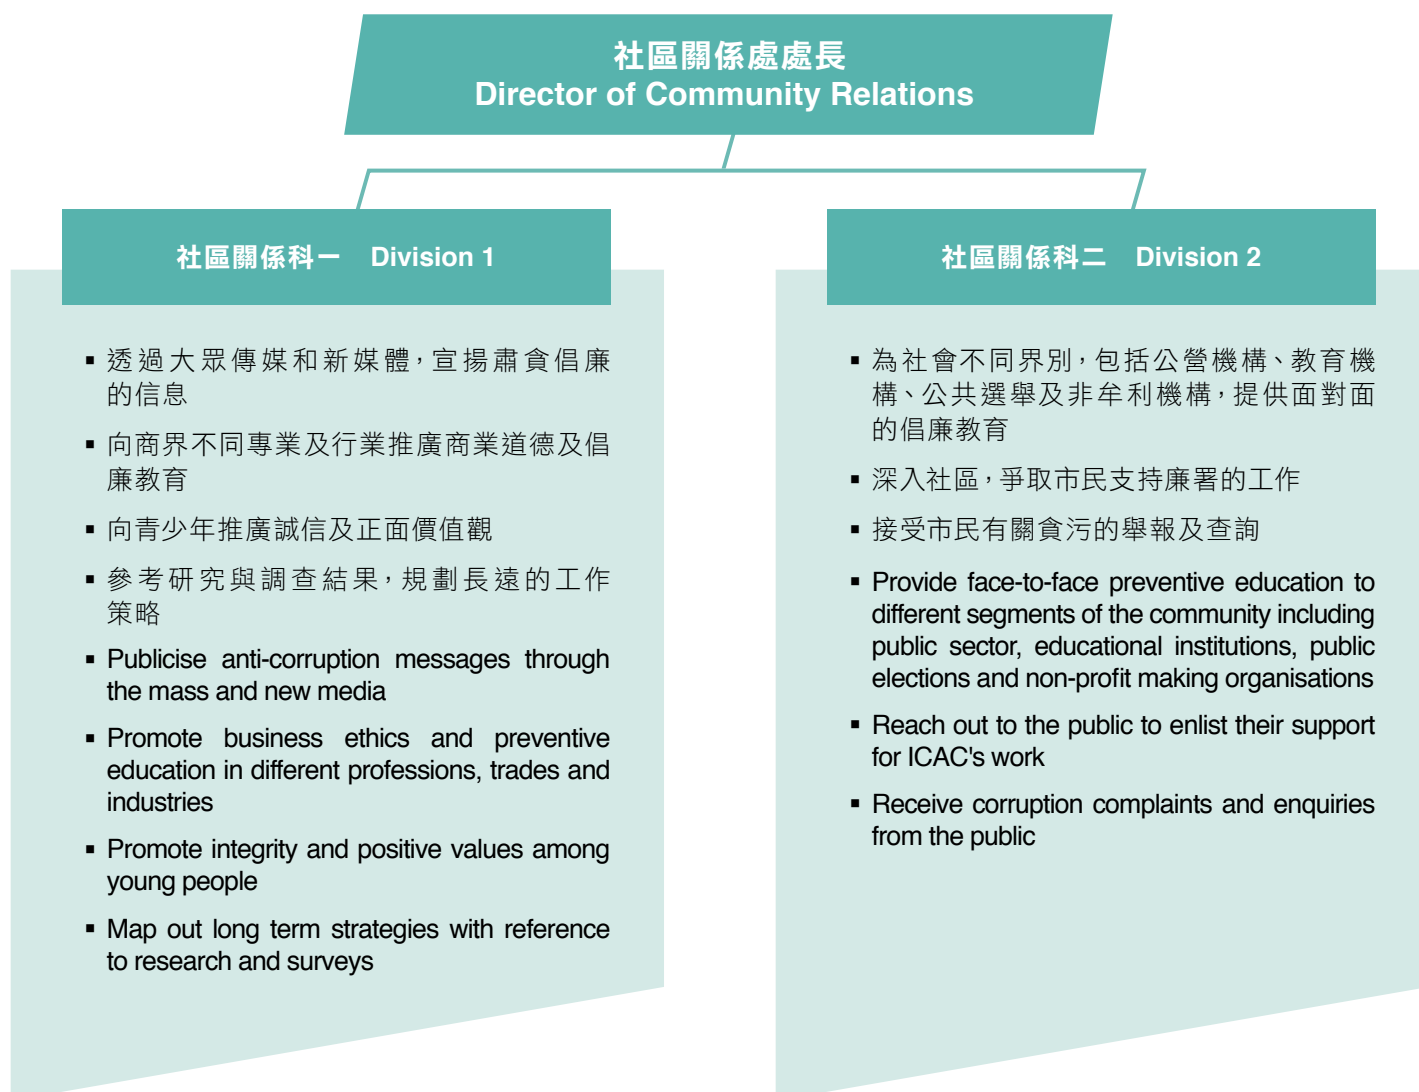 社區關係處處長
Director of Community Relations
社區關係科一 Division 1
▪ 透過大眾傳媒和新媒體，宣揚肅貪倡廉
的信息
▪ 向商界不同專業及行業推廣商業道德及倡
廉教育
▪ 向青少年推廣誠信及正面價值觀
▪ 參考研究與調查結果，規劃長遠的工作
策略
▪ Publicise anti-corruption messages through
the mass and new media
▪ Promote business ethics and preventive
education in different professions, trades and
industries
▪ Promote integrity and positive values among
young people
▪ Map out long term strategies with reference
to research and surveys
社區關係科二 Division 2
▪ 為社會不同界別，包括公營機構、教育機
構、公共選舉及非牟利機構，提供面對面
的倡廉教育
▪ 深入社區，爭取市民支持廉署的工作
▪ 接受市民有關貪污的舉報及查詢
▪ Provide face-to-face preventive education to
different segments of the community including
public sector, educational institutions, public
elections and non-profit making organisations
▪ Reach out to the public to enlist their support
for ICAC's work
▪ Receive corruption complaints and enquiries
from the public